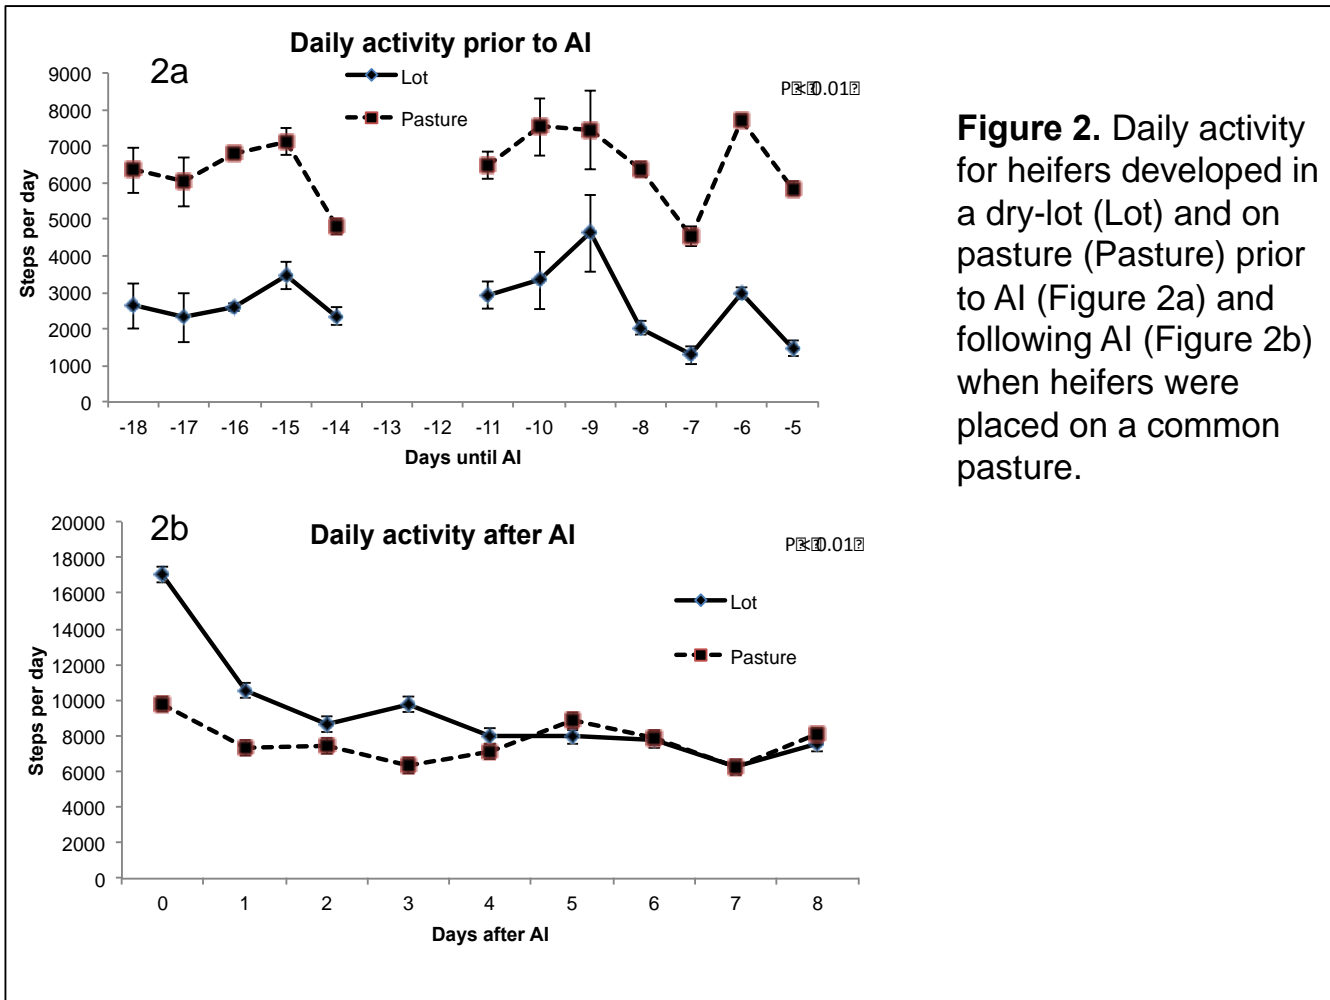 Daily activity prior to AI
2a
Lot
Pasture
P < 0.01
9000
8000
7000
6000
5000
4000
3000
2000
1000
0
Steps per day
-18 -17 -16 -15 -14 -13 -12 -11 -10 -9 -8 -7 -6 -5
Days until AI
Figure 2. Daily activity
for heifers developed in
a dry-lot (Lot) and on
pasture (Pasture) prior
to AI (Figure 2a) and
following AI (Figure 2b)
when heifers were
placed on a common
pasture.
2b
Daily activity after AI
P < 0.01
Lot
Pasture
20000
18000
16000
14000
12000
10000
8000
6000
4000
2000
0
Steps per day
0 1 2 3 4 5 6 7 8
Days after AI